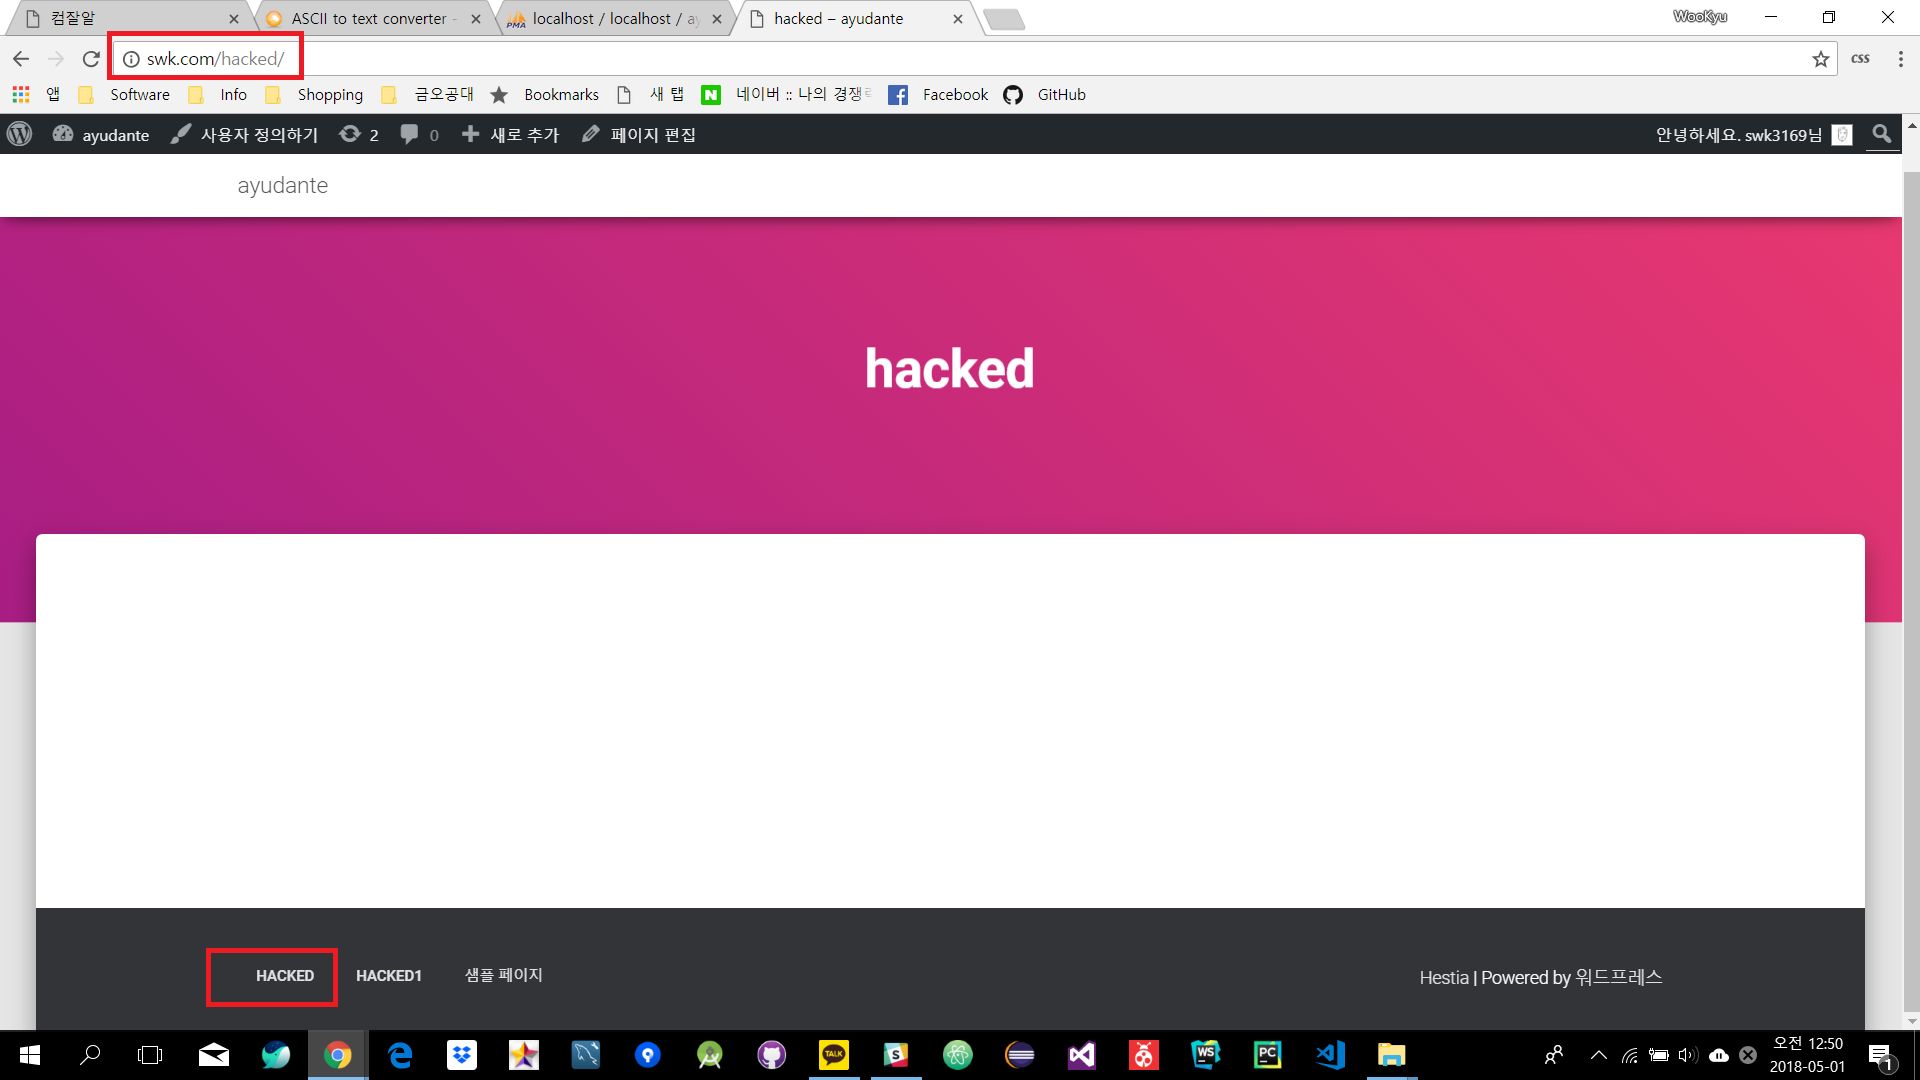 컴잘알
ASCII to text converter -
localhost / localhost / ay
hacked – ayudante
WooKyu
swk.com/hacked/
css
앱
Software
Info
Shopping
금오공대
Bookmarks
새 탭
네이버 :: 나의 경쟁력
Facebook
GitHub
ayudante
사용자 정의하기
2
0
새로 추가
페이지 편집
안녕하세요. swk3169님
ayudante
hacked
HACKED
HACKED1
샘플 페이지
Hestia | Powered by 워드프레스
오전 12:50
2018-05-01
1